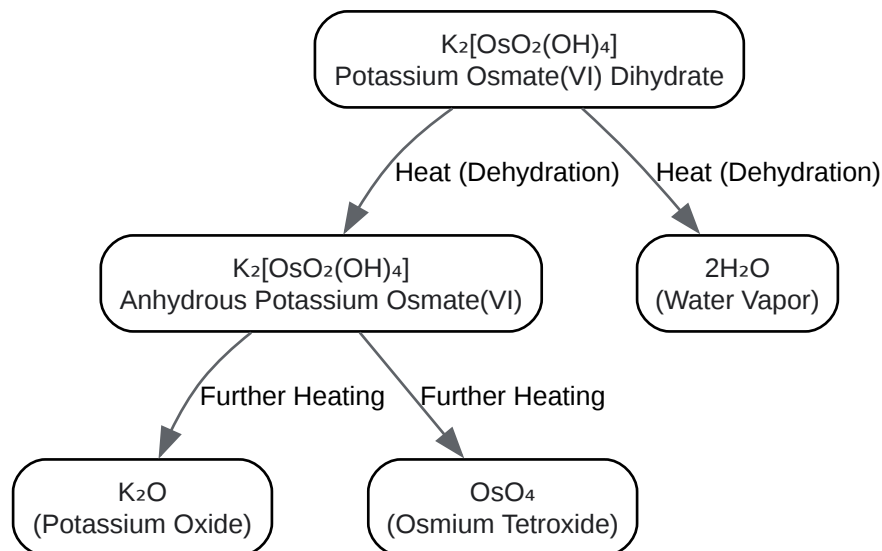 K₂[OsO₂(OH)₄]
Potassium Osmate(VI) Dihydrate
Heat (Dehydration)
Heat (Dehydration)
K₂[OsO₂(OH)₄]
Anhydrous Potassium Osmate(VI)
2H₂O
(Water Vapor)
Further Heating
Further Heating
K₂O
(Potassium Oxide)
OsO₄
(Osmium Tetroxide)